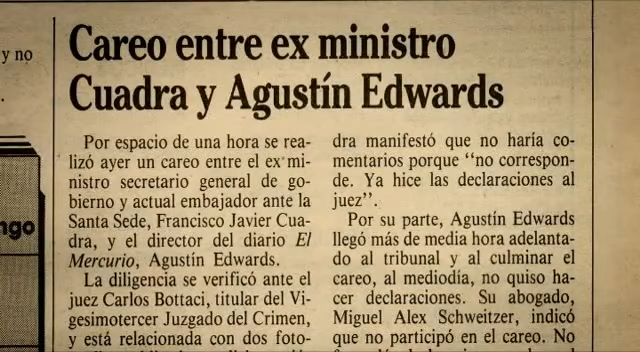 Careo entre ex ministro
Cuadra y Agustín Edwards
y no
.
ngo
Por espacio de una hora se rea-
lizó ayer un careo entre el ex mi-
nistro secretario general de go-
bierno y actual embajador ante la
Santa Sede, Francisco Javier Cua-
dra, y el director del diario El
Mercurio, Agustín Edwards.
La diligencia se verificó ante el
juez Carlos Bottaci, titular del Vi-
gesimotercer Juzgado del Crimen,
y está relacionada con dos foto-
dra manifestó que no haría co-
mentarios porque “no correspon-
de. Ya hice las declaraciones al
juez”.
Por su parte, Agustín Edwards
llegó más de media hora adelanta-
do al tribunal y al culminar el
careo, al mediodía, no quiso ha-
cer declaraciones. Su abogado,
Miguel Alex Schweitzer, indicó
que no participó en el careo. No